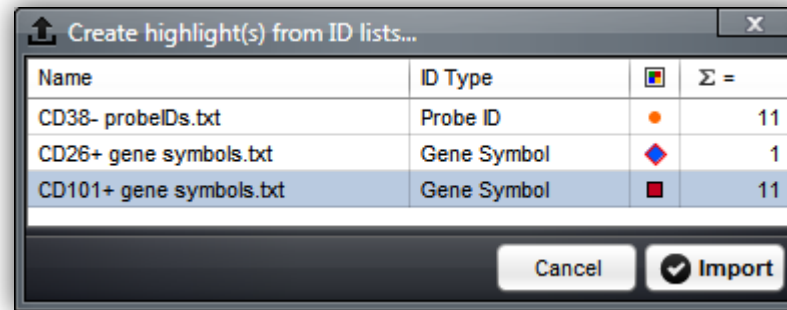 Create highlight(s) from ID lists... x
Name ID Type Σ =
CD38- probeIDs.txt Probe ID 11
CD26+ gene symbols.txt Gene Symbol 1
CD101+ gene symbols.txt Gene Symbol 11
Cancel Import